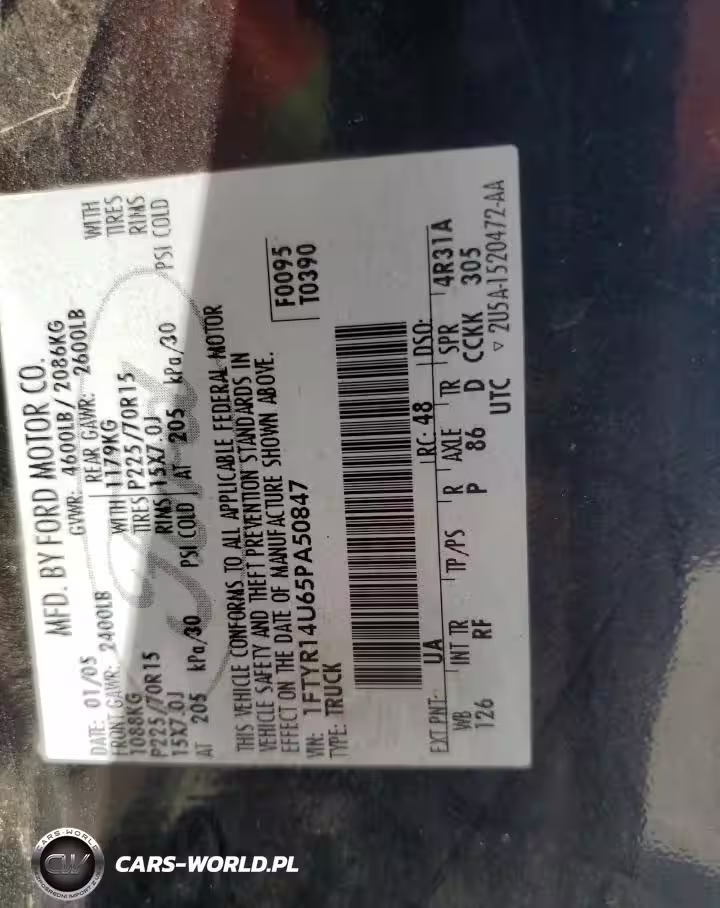 MFD. BY FORD MOTOR CO.
DATE: 01/05 GVWR: 4600LB/ 2086KG
FRONT GAWR: 2400LB REAR GAWR: 2600LB
1088KG WITH 1179KG WITH
P225/70R15 TIRES P225/70R15 TIRES
15X7.0J RIMS 15X7.0J RIMS
AT 205 kPa/30 PSI COLD AT 205 kPa/30 PSI COLD
THIS VEHICLE CONFORMS TO ALL APPLICABLE FEDERAL MOTOR
VEHICLE SAFETY AND THEFT PREVENTION STANDARDS IN
EFFECT ON THE DATE OF MANUFACTURE SHOWN ABOVE.
VIN: 1FTYR14U65PA50847 F0095
TYPE: TRUCK T0390
EXT PNT: UA RC: 48 DSO:
WB INT TR TP/PS R AXLE TR SPR 4R31A
126 RF P 86 D CCKK 305
UTC ▽ 2U5A-1520472-AA
CARS-WORLD
CW
CARS-WORLD.PL